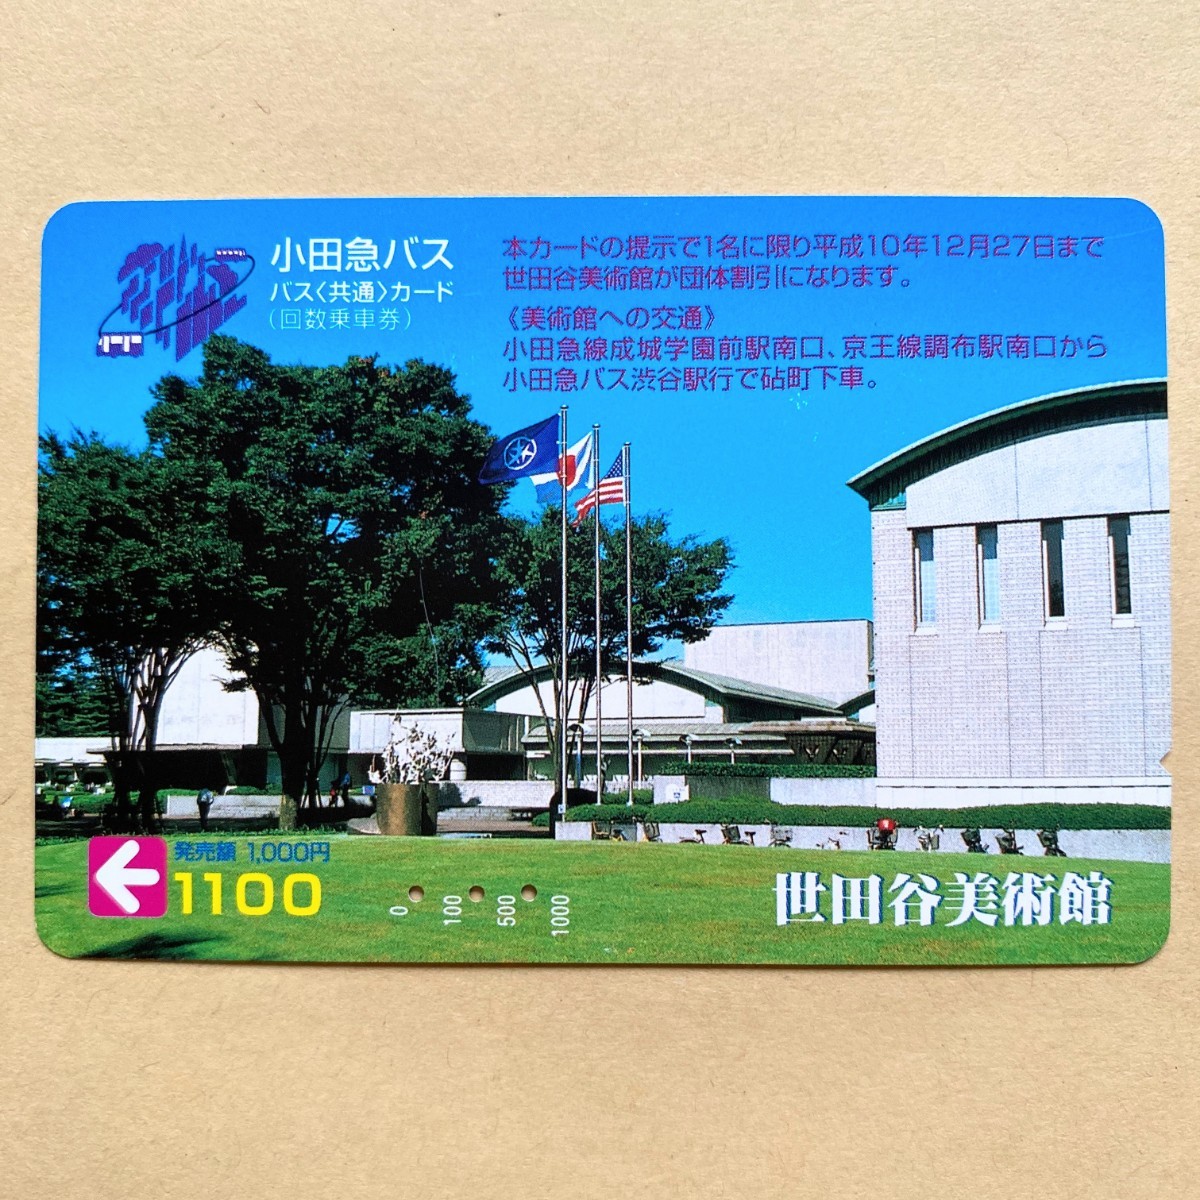 小田急バス
バス〈共通〉カード
(回数乗車券)
本カードの提示で1名に限り平成10年12月27日まで
世田谷美術館が団体割引になります。
《美術館への交通》
小田急線成城学園前駅南口、京王線調布駅南口から
小田急バス渋谷駅行で砧町下車。
発売額 1,000円
1100
0
100
500
1000
世田谷美術館